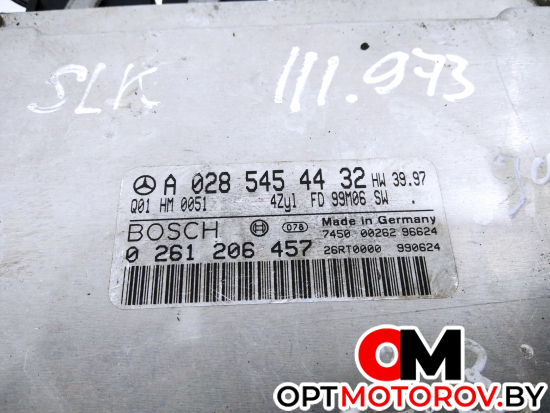 SLK 111.973
A 028 545 44 32 HW 39.97
Q01 HM 0051 4Zyl FD 99M06 SW
BOSCH 078 Made in Germany
7450 00262 96624
0 261 206 457 26RT0000 990624
OM
OPTMOTOROV.BY